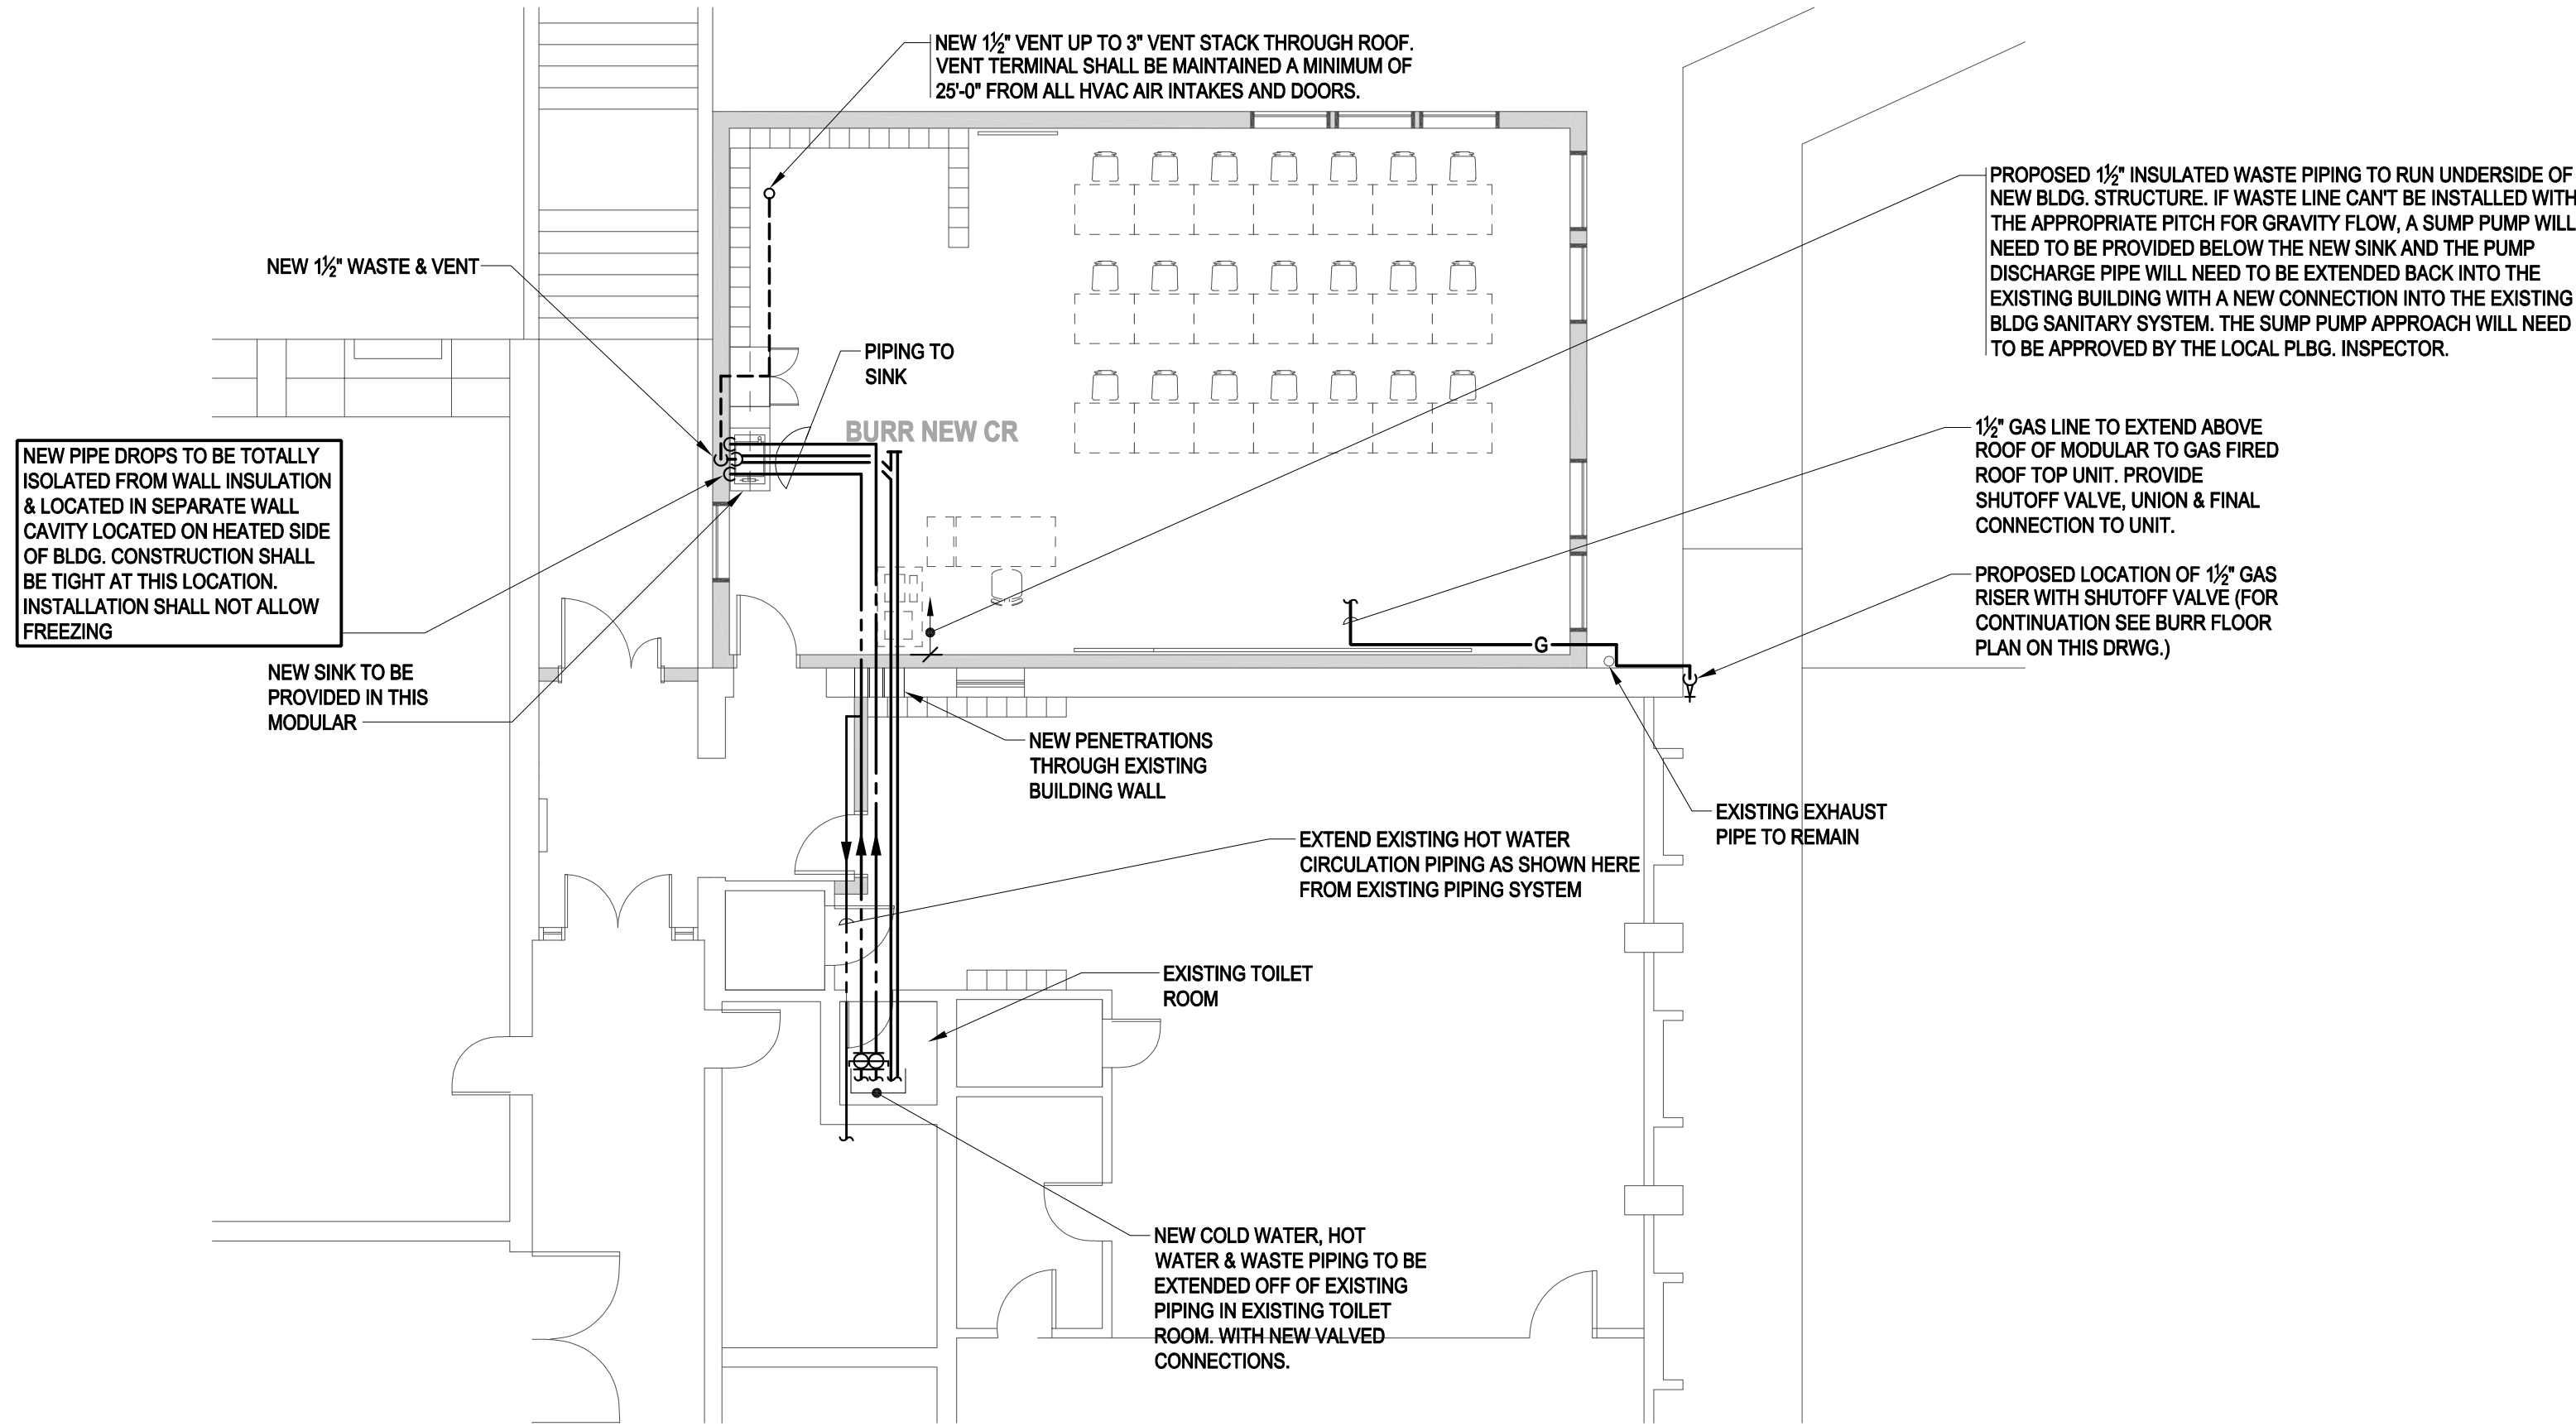 NEW 1½" VENT UP TO 3" VENT STACK THROUGH ROOF.
VENT TERMINAL SHALL BE MAINTAINED A MINIMUM OF
25'-0" FROM ALL HVAC AIR INTAKES AND DOORS.
PROPOSED 1½" INSULATED WASTE PIPING TO RUN UNDERSIDE OF
NEW BLDG. STRUCTURE. IF WASTE LINE CAN'T BE INSTALLED WITH
THE APPROPRIATE PITCH FOR GRAVITY FLOW, A SUMP PUMP WILL
NEED TO BE PROVIDED BELOW THE NEW SINK AND THE PUMP
DISCHARGE PIPE WILL NEED TO BE EXTENDED BACK INTO THE
EXISTING BUILDING WITH A NEW CONNECTION INTO THE EXISTING
BLDG SANITARY SYSTEM. THE SUMP PUMP APPROACH WILL NEED
TO BE APPROVED BY THE LOCAL PLBG. INSPECTOR.
NEW 1½" WASTE & VENT
PIPING TO
SINK
BURR NEW CR
NEW PIPE DROPS TO BE TOTALLY
ISOLATED FROM WALL INSULATION
& LOCATED IN SEPARATE WALL
CAVITY LOCATED ON HEATED SIDE
OF BLDG. CONSTRUCTION SHALL
BE TIGHT AT THIS LOCATION.
INSTALLATION SHALL NOT ALLOW
FREEZING
1½" GAS LINE TO EXTEND ABOVE
ROOF OF MODULAR TO GAS FIRED
ROOF TOP UNIT. PROVIDE
SHUTOFF VALVE, UNION & FINAL
CONNECTION TO UNIT.
PROPOSED LOCATION OF 1½" GAS
RISER WITH SHUTOFF VALVE (FOR
CONTINUATION SEE BURR FLOOR
PLAN ON THIS DRWG.)
G
NEW SINK TO BE
PROVIDED IN THIS
MODULAR
NEW PENETRATIONS
THROUGH EXISTING
BUILDING WALL
EXISTING EXHAUST
PIPE TO REMAIN
EXTEND EXISTING HOT WATER
CIRCULATION PIPING AS SHOWN HERE
FROM EXISTING PIPING SYSTEM
EXISTING TOILET
ROOM
NEW COLD WATER, HOT
WATER & WASTE PIPING TO BE
EXTENDED OFF OF EXISTING
PIPING IN EXISTING TOILET
ROOM. WITH NEW VALVED
CONNECTIONS.